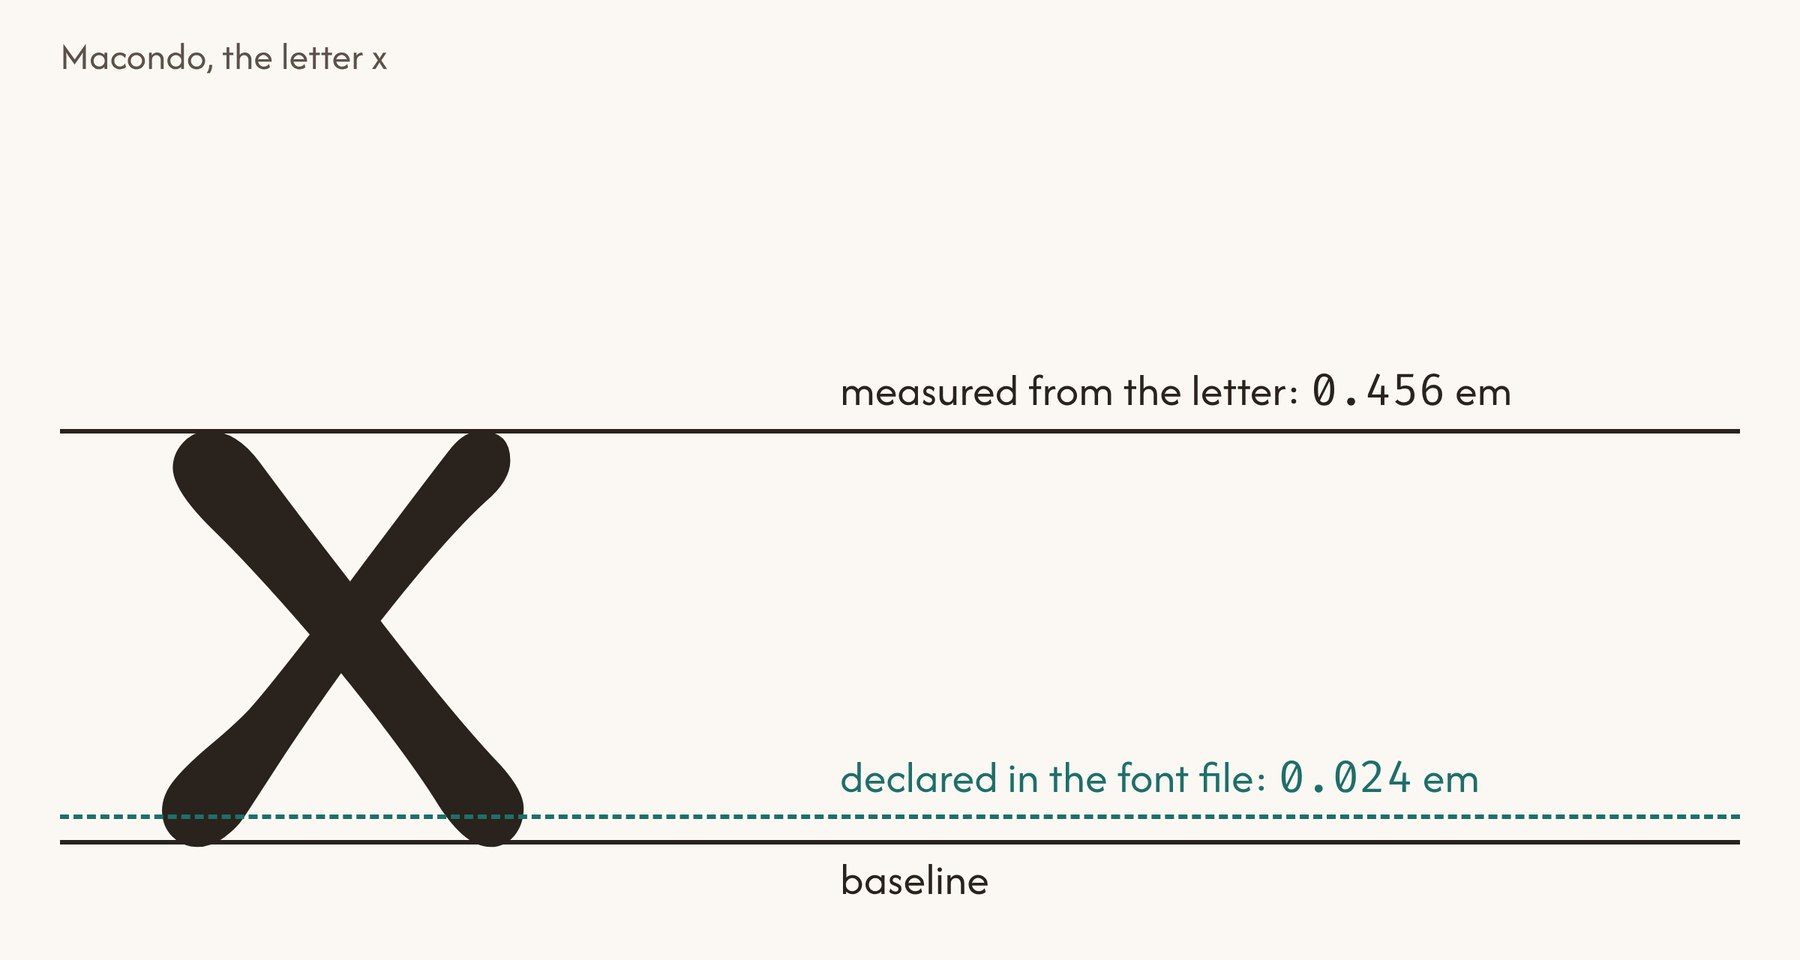 Macondo, the letter x
measured from the letter: 0.456 em
x
declared in the font file: 0.024 em
baseline